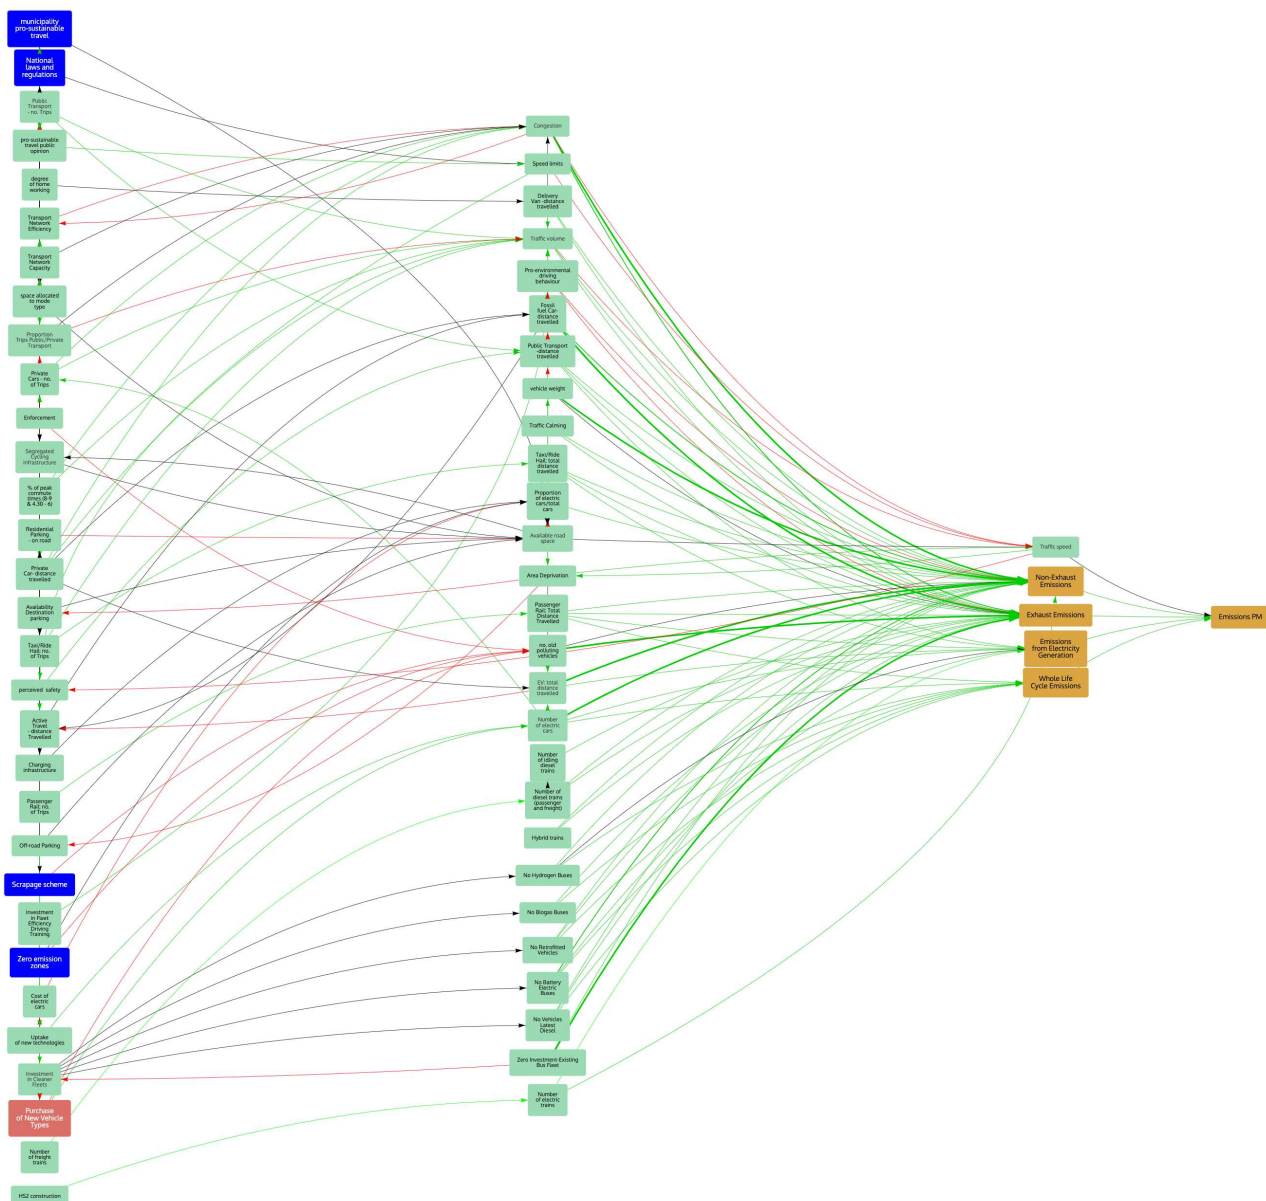 municipality
pro-sustainable
travel
National
laws and
regulations
Public
Transport
- no. Trips
pro-sustainable
travel public
opinion
degree
of home
working
Transport
Network
Efficiency
Transport
Network
Capacity
space allocated
to mode
type
Proportion
Trips Public/Private
Transport
Private
Cars - no.
of Trips
Enforcement
Segregated
Cycling
Infrastructure
% of peak
commute
times (8-9
& 4.30 - 6)
Residential
Parking
- on road
Private
Car- distance
travelled
Availability
Destination
parking
Taxi/Ride
Hail: no.
of Trips
perceived safety
Active
Travel
- distance
Travelled
Charging
infrastructure
Passenger
Rail: no.
of Trips
Off-road Parking
Scrapage scheme
Investment
in Fleet
Efficiency
Driving
Training
Zero emission
zones
Cost of
electric
cars
Uptake
of new technologies
Investment
in Cleaner
Fleets
Purchase
of New Vehicle
Types
Number
of freight
trains
HS2 construction
Congestion
Speed limits
Delivery
Van -distance
travelled
Traffic volume
Pro-environmental
driving
behaviour
Fossil
fuel Car-
distance
travelled
Public Transport
-distance
travelled
vehicle weight
Traffic Calming
Taxi/Ride
Hail: total
distance
travelled
Proportion
of electric
cars/total
cars
Available road
space
Area Deprivation
Passenger
Rail: Total
Distance
Travelled
no. old
polluting
vehicles
EV: total
distance
travelled
Number
of electric
cars
Number
of idling
diesel
trains
Number of
diesel trains
(passenger
and freight)
Hybrid trains
No Hydrogen Buses
No Biogas Buses
No Retrofitted
Vehicles
No Battery
Electric
Buses
No Vehicles
Latest
Diesel
Zero Investment-Existing
Bus Fleet
Number
of electric
trains
Traffic speed
Non-Exhaust
Emissions
Exhaust Emissions
Emissions
from Electricity
Generation
Whole Life
Cycle Emissions
Emissions PM